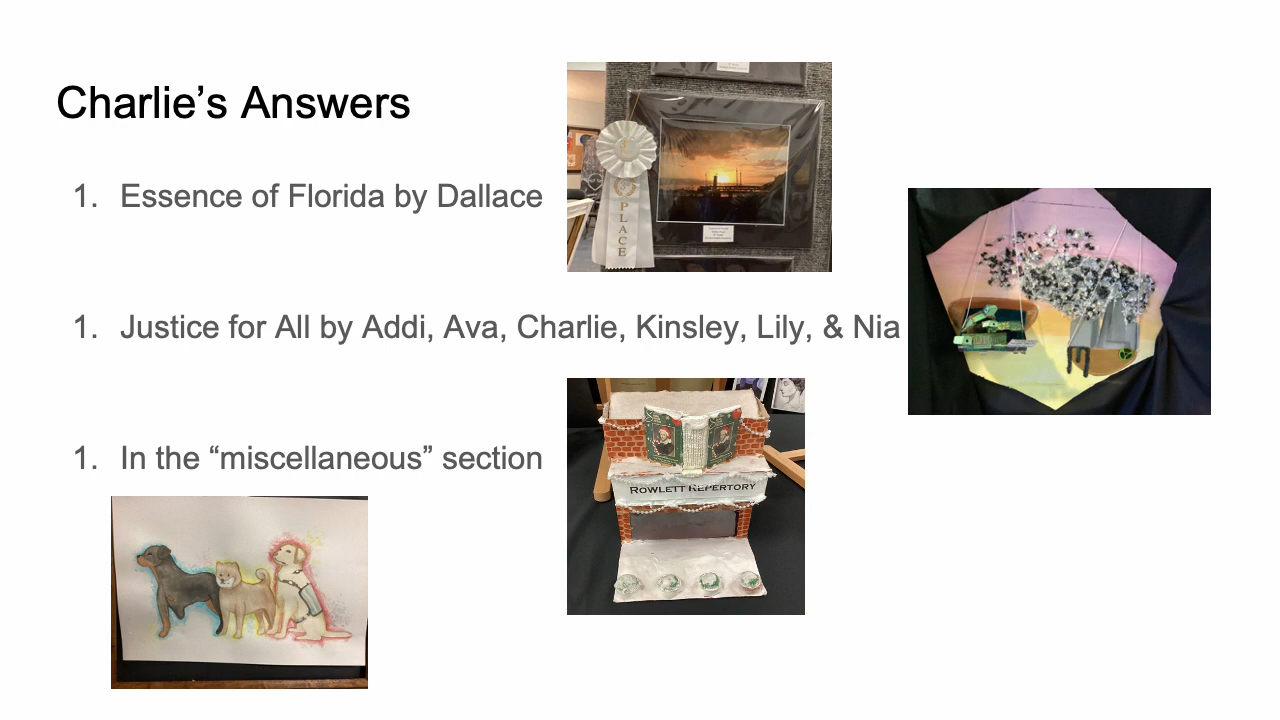 Charlie’s Answers
1. Essence of Florida by Dallace
PLACE
1. Justice for All by Addi, Ava, Charlie, Kinsley, Lily, & Nia
1. In the “miscellaneous” section
ROWLETT REPERTORY